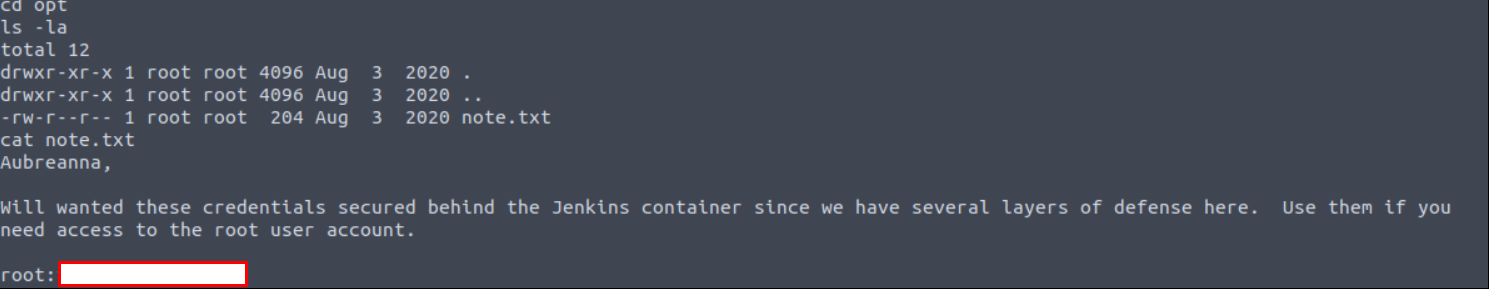 cd opt
ls -la
total 12
drwxr-xr-x 1 root root 4096 Aug  3  2020 .
drwxr-xr-x 1 root root 4096 Aug  3  2020 ..
-rw-r--r-- 1 root root  204 Aug  3  2020 note.txt
cat note.txt
Aubreanna,

Will wanted these credentials secured behind the Jenkins container since we have several layers of defense here.  Use them if you
need access to the root user account.

root: